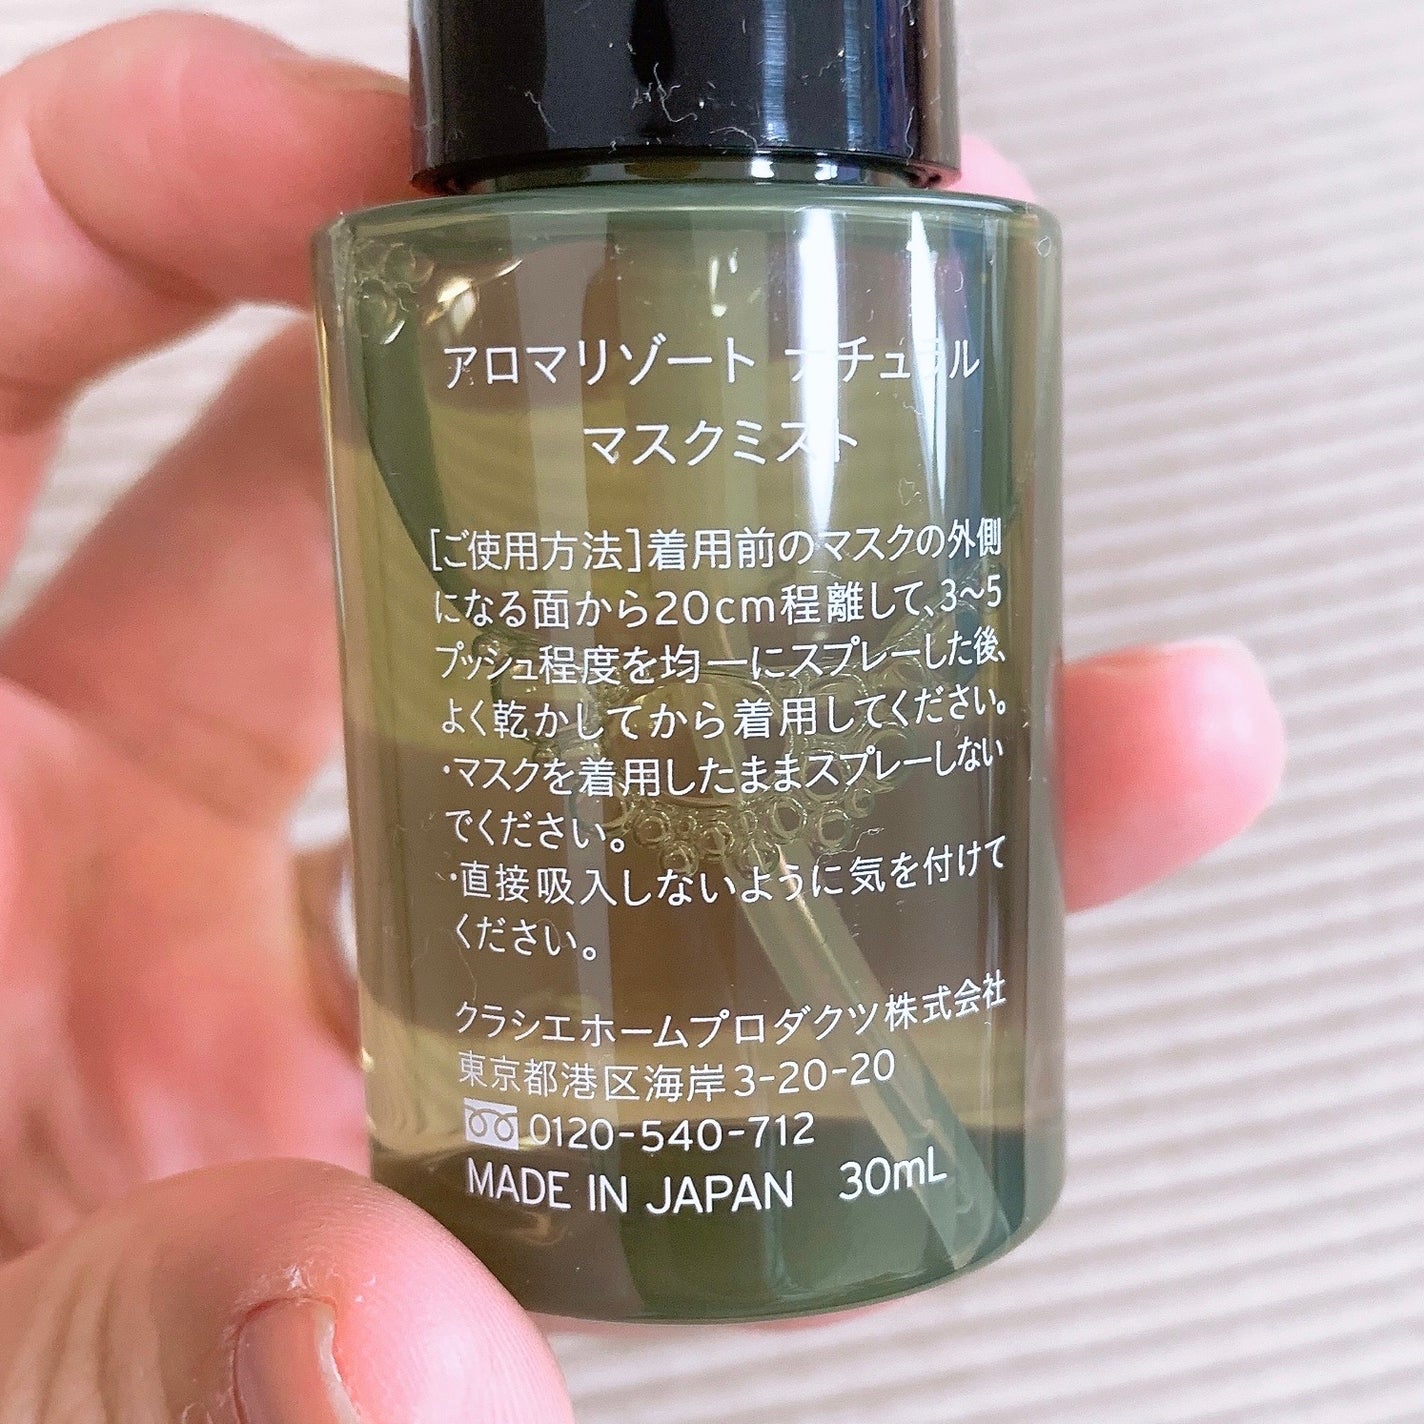 アロマリゾート ナチュラル
マスクミスト
[ご使用方法]着用前のマスクの外側
になる面から20cm程離して、3~5
プッシュ程度を均一にスプレーした後、
よく乾かしてから着用してください。
・マスクを着用したままスプレーしない
でください。
・直接吸入しないように気を付けて
ください。
クラシエホームプロダクツ株式会社
東京都港区海岸3-20-20
0120-540-712
MADE IN JAPAN 30mL